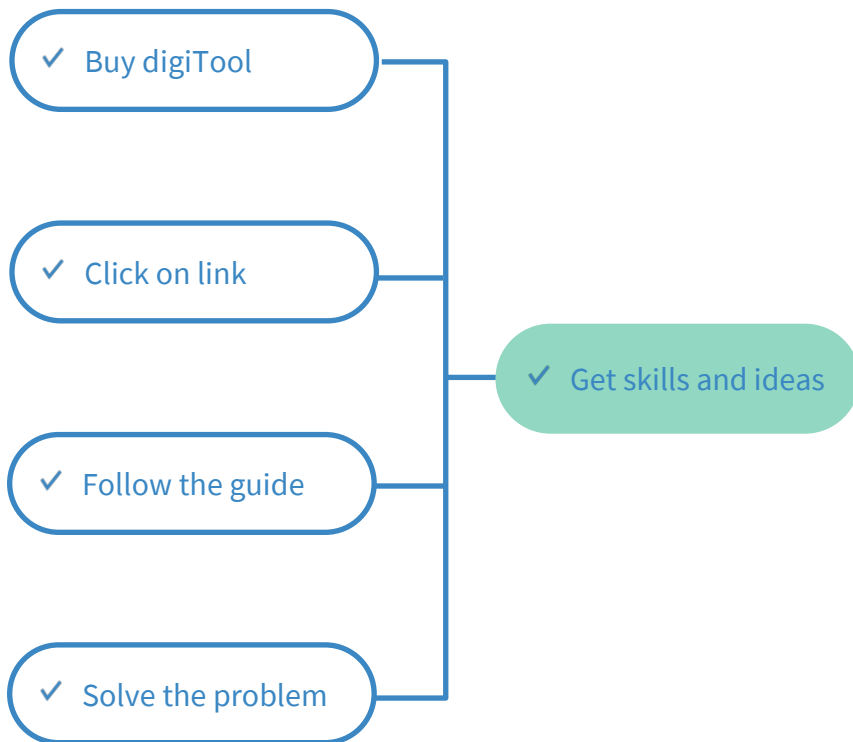 Buy digiTool
Click on link
Get skills and ideas
Follow the guide
Solve the problem